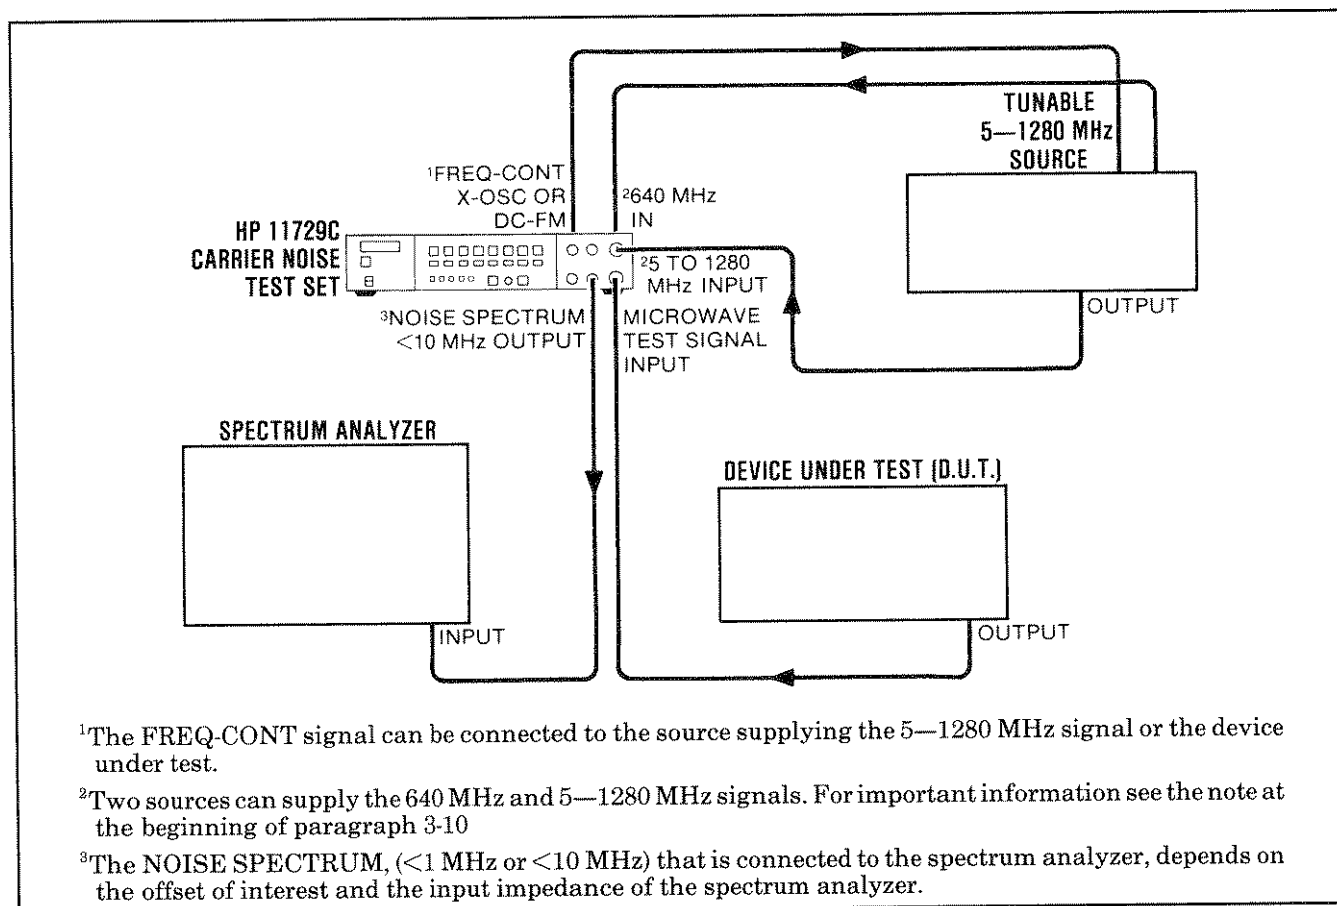 TUNABLE
5—1280 MHz
SOURCE
¹FREQ-CONT
X-OSC OR
DC-FM
²640 MHz
IN
HP 11729C
CARRIER NOISE
TEST SET
²5 TO 1280
MHz INPUT
OUTPUT
³NOISE SPECTRUM
<10 MHz OUTPUT
MICROWAVE
TEST SIGNAL
INPUT
SPECTRUM ANALYZER
DEVICE UNDER TEST (D.U.T.)
INPUT
OUTPUT
¹The FREQ-CONT signal can be connected to the source supplying the 5—1280 MHz signal or the device
under test.
²Two sources can supply the 640 MHz and 5—1280 MHz signals. For important information see the note at
the beginning of paragraph 3-10
³The NOISE SPECTRUM, (<1 MHz or <10 MHz) that is connected to the spectrum analyzer, depends on
the offset of interest and the input impedance of the spectrum analyzer.